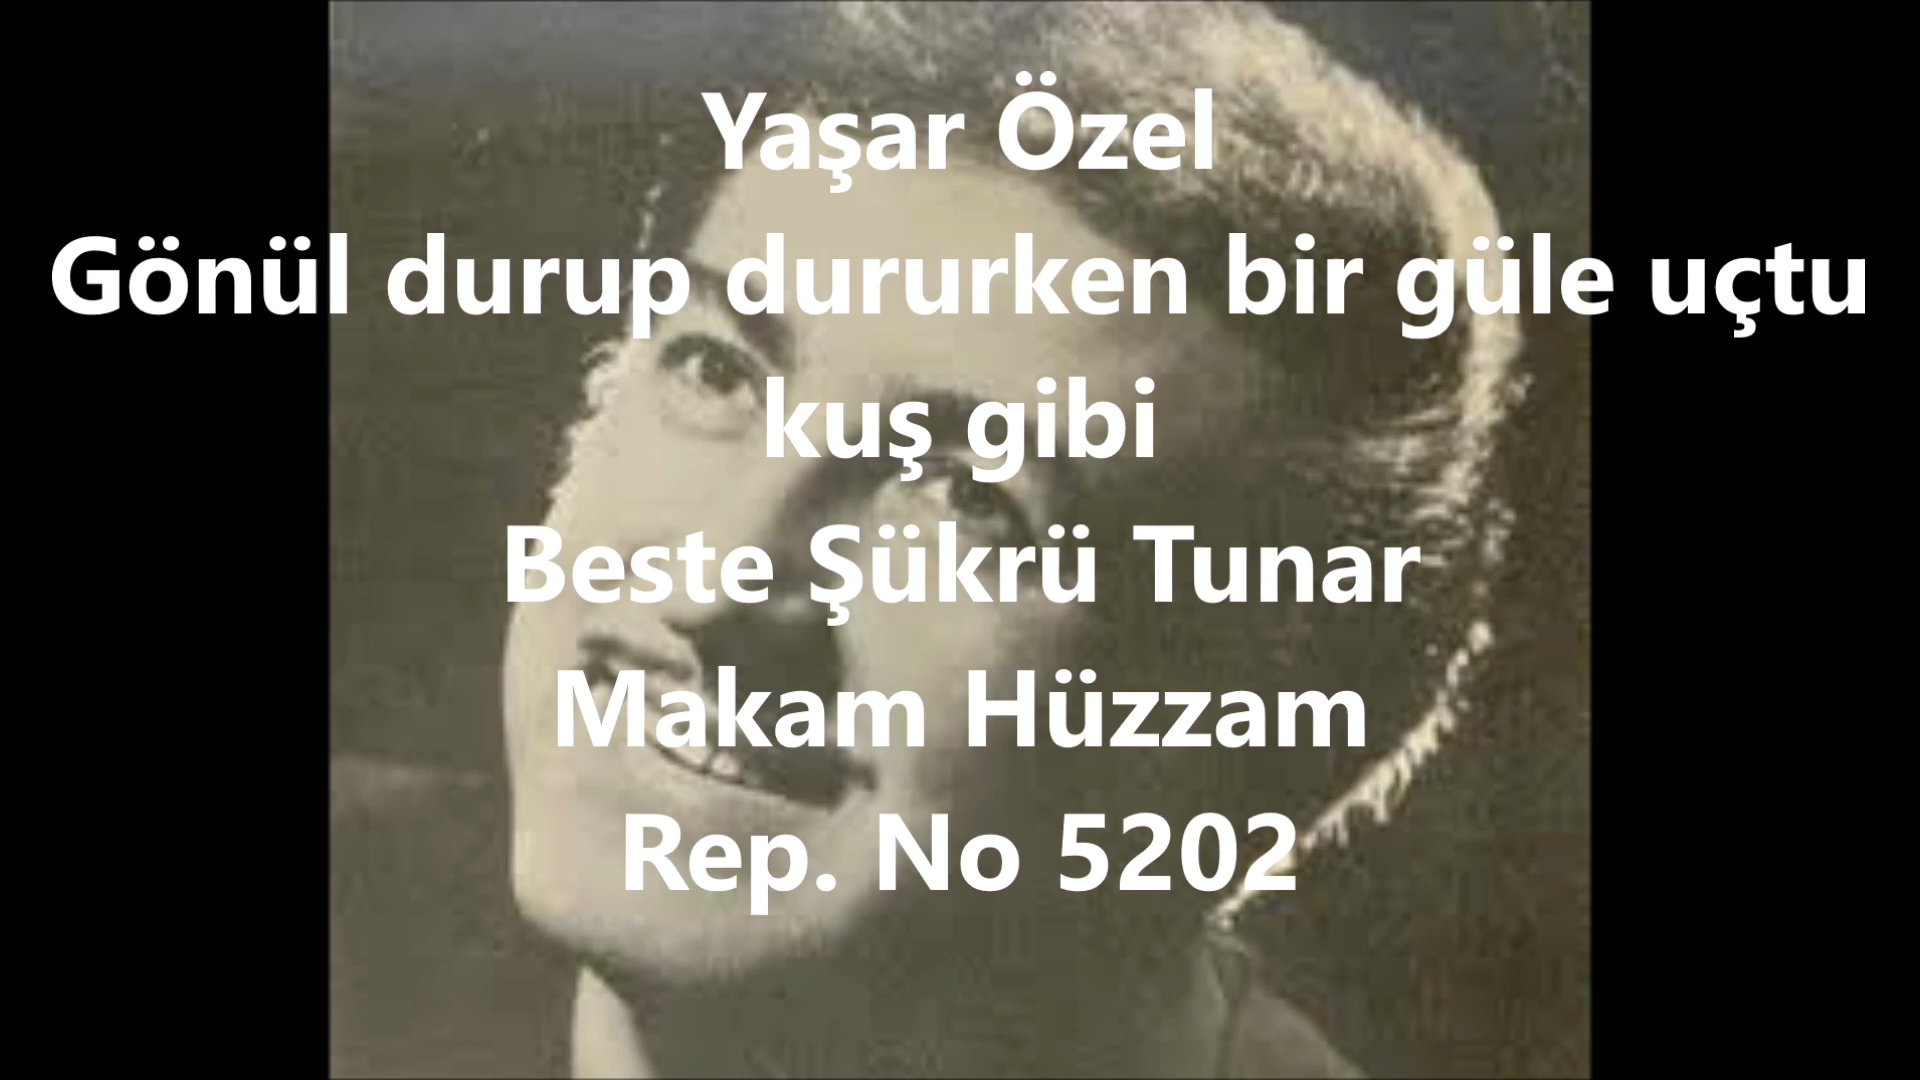 Yaşar Özel
Gönül durup dururken bir güle uçtu
kuş gibi
Beste Şükrü Tunar
Makam Hüzzam
Rep. No 5202